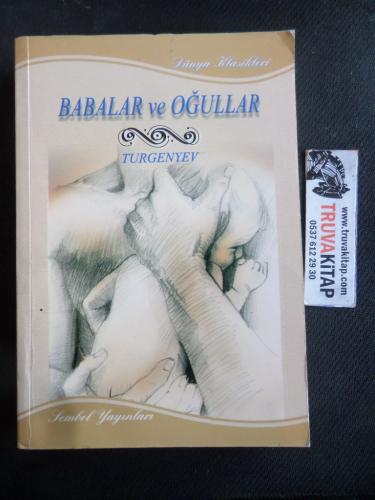 Dünya Klasikleri
BABALAR ve OĞULLAR
TURGENYEV
Sembol Yayınları
www.truvakitap.com
TRUVAKiTAP
0537 612 29 30